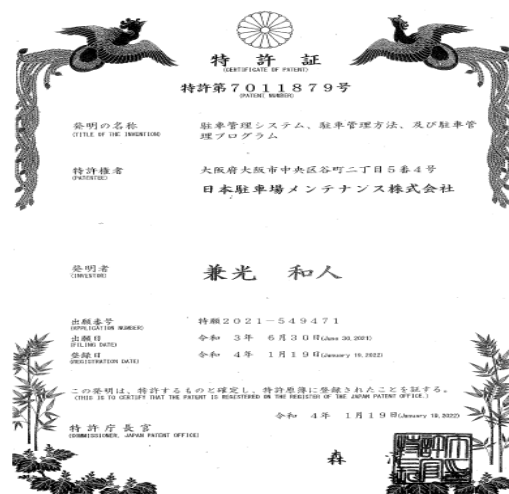 特許証
(CERTIFICATE OF PATENT)
特許第7011879号
(PATENT NUMBER)
発明の名称
(TITLE OF THE INVENTION)
駐車管理システム、駐車管理方法、及び駐車管
理プログラム
特許権者
(PATENTEE)
大阪府大阪市中央区谷町二丁目5番4号
日本駐車場メンテナンス株式会社
発明者
(INVENTOR)
兼光 和人
出願番号
(APPLICATION NUMBER)
特願2021-549471
出願日
(FILING DATE)
令和 3年 6月30日(June 30,2021)
登録日
(REGISTRATION DATE)
令和 4年 1月19日(January 19,2022)
この発明は、特許するものと確定し、特許原簿に登録されたことを証する。
(THIS IS TO CERTIFY THAT THE PATENT IS REGISTERED ON THE REGISTER OF THE JAPAN PATENT OFFICE.)
令和 4年 1月19日(January 19,2022)
特許庁長官
(COMMISSIONER, JAPAN PATENT OFFICE)
森